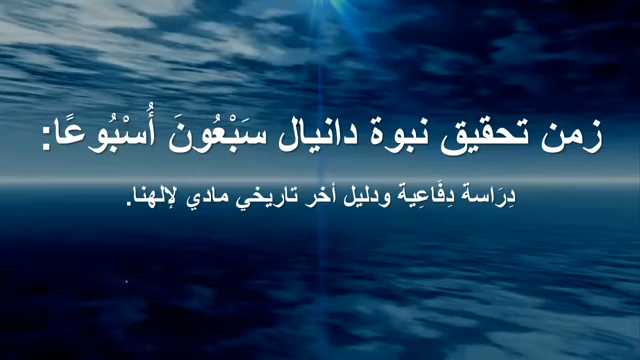 زمن تحقيق نبوة دانيال سَبْعُونَ أُسْبُوعًا:
دِرَاسة دِفَاعِية ودليل أخر تاريخي مادي لإلهنا.